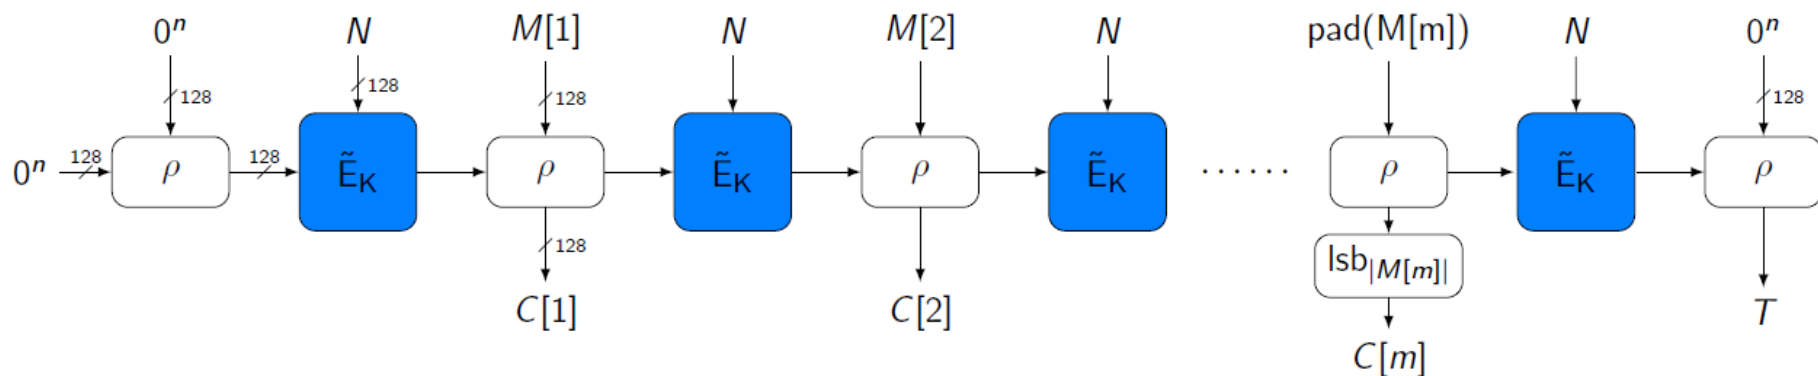 0ⁿ N M[1] N M[2] N pad(M[m]) N 0ⁿ
128 128 128 128
0ⁿ 128 ρ 128 Ẽ_K ρ Ẽ_K ρ Ẽ_K ...... ρ Ẽ_K ρ
128 lsb_|M[m]|
C[1] C[2] T
C[m]